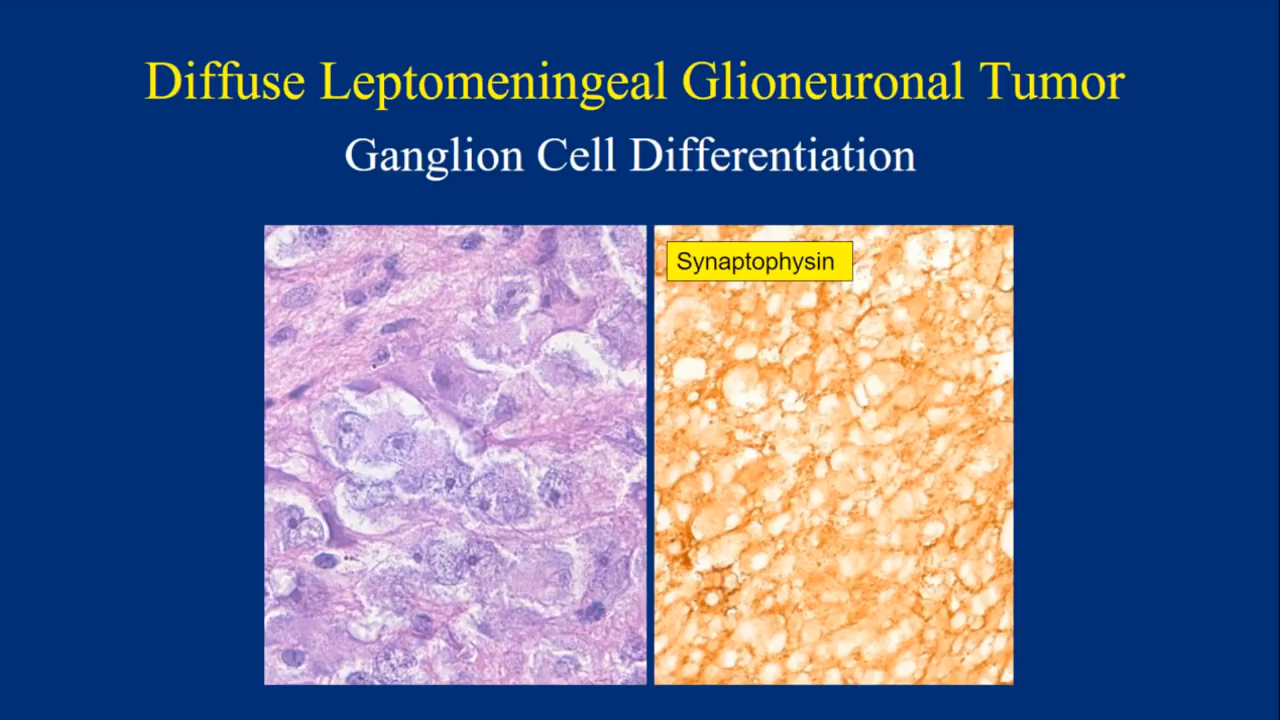 Diffuse Leptomeningeal Glioneuronal Tumor
Ganglion Cell Differentiation
Synaptophysin